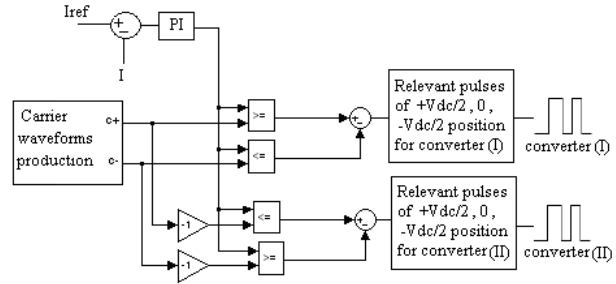 Iref
+
-
PI
I
Carrier
waveforms
production
c+
c-
>=
<=
+
-
Relevant pulses
of +Vdc/2 , 0 ,
-Vdc/2 position
for converter (I)
converter (I)
-1
-1
<=
>=
+
-
Relevant pulses
of +Vdc/2, 0,
-Vdc/2 position
for converter (II)
converter (II)